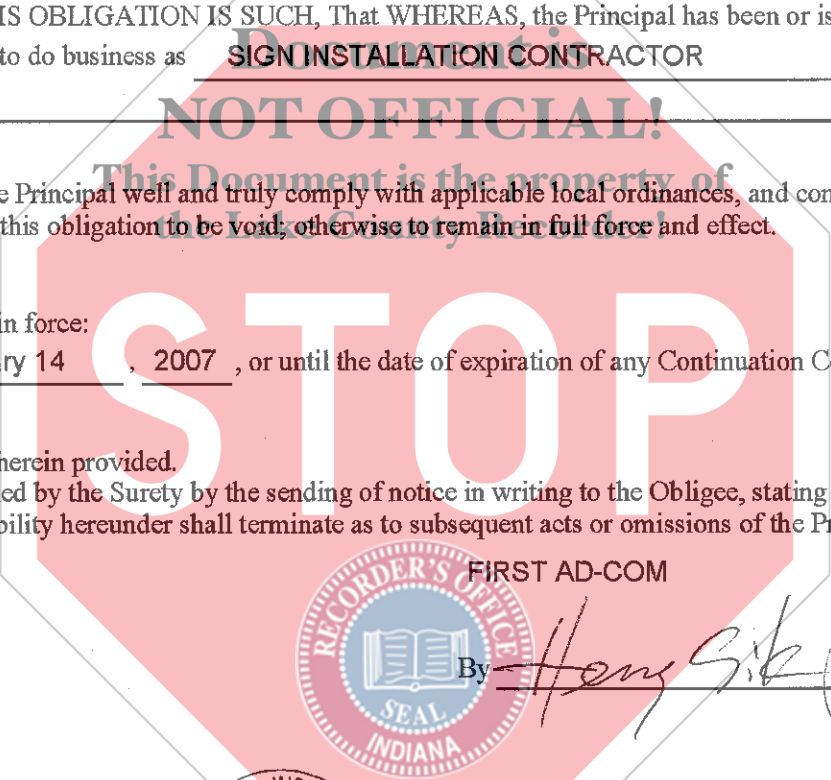 IS OBLIGATION IS SUCH, That WHEREAS, the Principal has been or is
to do business as SIGN INSTALLATION CONTRACTOR
Document is
NOT OFFICIAL!
This Document is the property of
the Lake County Recorder!
e Principal well and truly comply with applicable local ordinances, and con
this obligation to be void; otherwise to remain in full force and effect.
in force:
ry 14 , 2007 , or until the date of expiration of any Continuation C
STOP
herein provided.
ed by the Surety by the sending of notice in writing to the Obligee, stating
bility hereunder shall terminate as to subsequent acts or omissions of the Pr
FIRST AD-COM
RECORDER'S OFFICE
SEAL
INDIANA
By